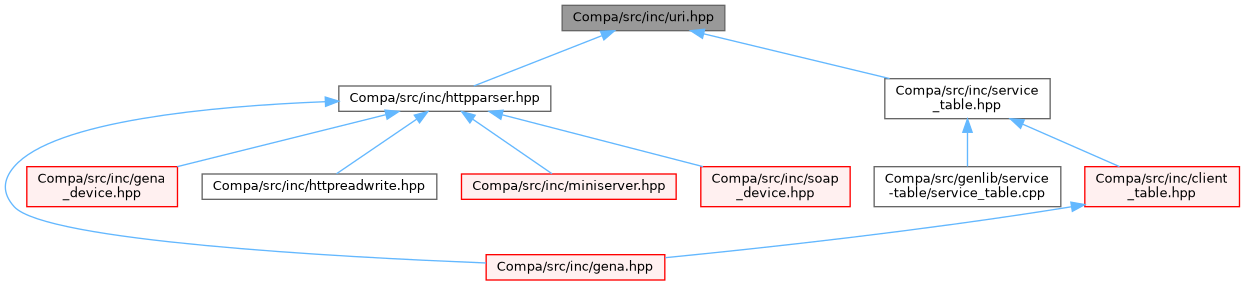 Compa/src/inc/uri.hpp
Compa/src/inc/httpparser.hpp
Compa/src/inc/service
_table.hpp
Compa/src/inc/gena
_device.hpp
Compa/src/inc/httpreadwrite.hpp
Compa/src/inc/miniserver.hpp
Compa/src/inc/soap
_device.hpp
Compa/src/genlib/service
-table/service_table.cpp
Compa/src/inc/client
_table.hpp
Compa/src/inc/gena.hpp